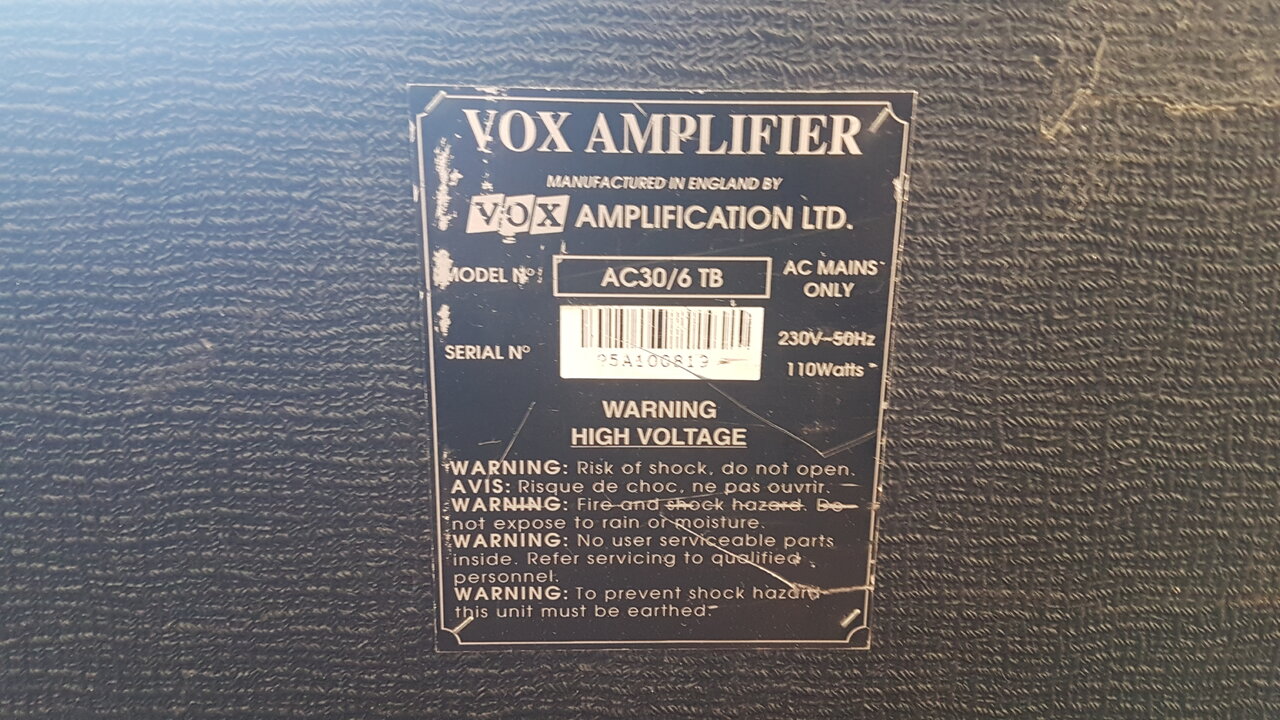 VOX AMPLIFIER
MANUFACTURED IN ENGLAND BY
VOX AMPLIFICATION LTD.
MODEL Nº AC30/6 TB AC MAINS ONLY
SERIAL Nº 95A100819 230V~50Hz
110Watts
WARNING
HIGH VOLTAGE
WARNING: Risk of shock, do not open.
AVIS: Risque de choc, ne pas ouvrir.
WARNING: Fire and shock hazard. Do
not expose to rain or moisture.
WARNING: No user serviceable parts
inside. Refer servicing to qualified
personnel.
WARNING: To prevent shock hazard
this unit must be earthed.